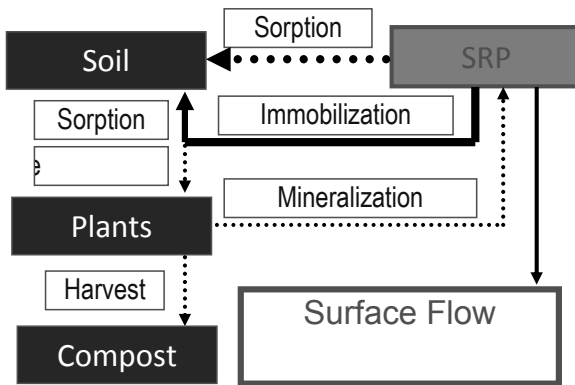 Sorption
Soil
SRP
Sorption
Immobilization
e
Mineralization
Plants
Harvest
Surface Flow
Compost